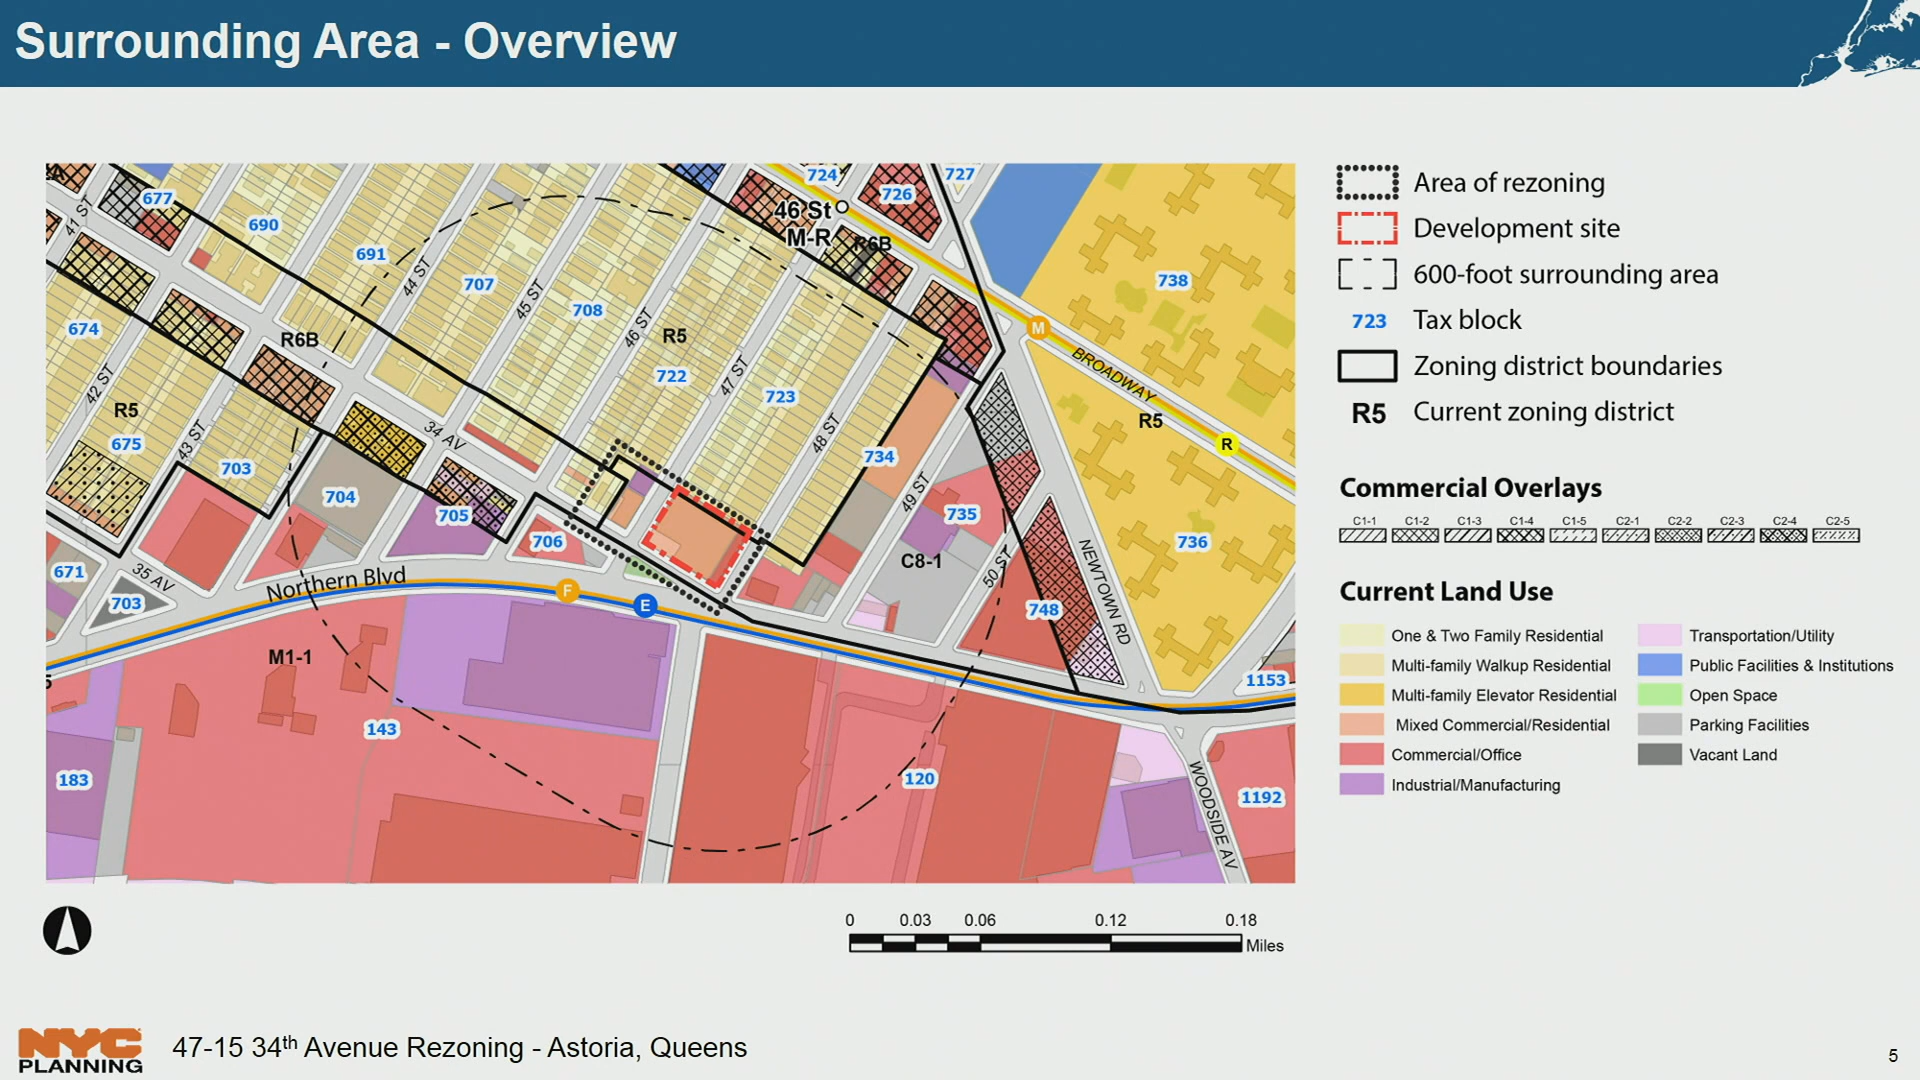 Surrounding Area - Overview
677
41 ST
690
691
44 ST
707
45 ST
708
46 ST
R5
722
47 ST
723
48 ST
724
726
727
46 St
M-R
R6B
738
M
BROADWAY
R5
R
736
674
42 ST
R5
675
43 ST
R6B
34 AV
703
704
705
706
734
49 ST
735
C8-1
50 ST
748
NEWTOWN RD
671
35 AV
703
Northern Blvd
F
E
M1-1
143
183
120
1153
1192
WOODSIDE AV
Area of rezoning
Development site
600-foot surrounding area
723 Tax block
Zoning district boundaries
R5 Current zoning district
Commercial Overlays
C1-1 C1-2 C1-3 C1-4 C1-5 C2-1 C2-2 C2-3 C2-4 C2-5
Current Land Use
One & Two Family Residential
Multi-family Walkup Residential
Multi-family Elevator Residential
Mixed Commercial/Residential
Commercial/Office
Industrial/Manufacturing
Transportation/Utility
Public Facilities & Institutions
Open Space
Parking Facilities
Vacant Land
0 0.03 0.06 0.12 0.18
Miles
NYC
PLANNING
47-15 34th Avenue Rezoning - Astoria, Queens
5